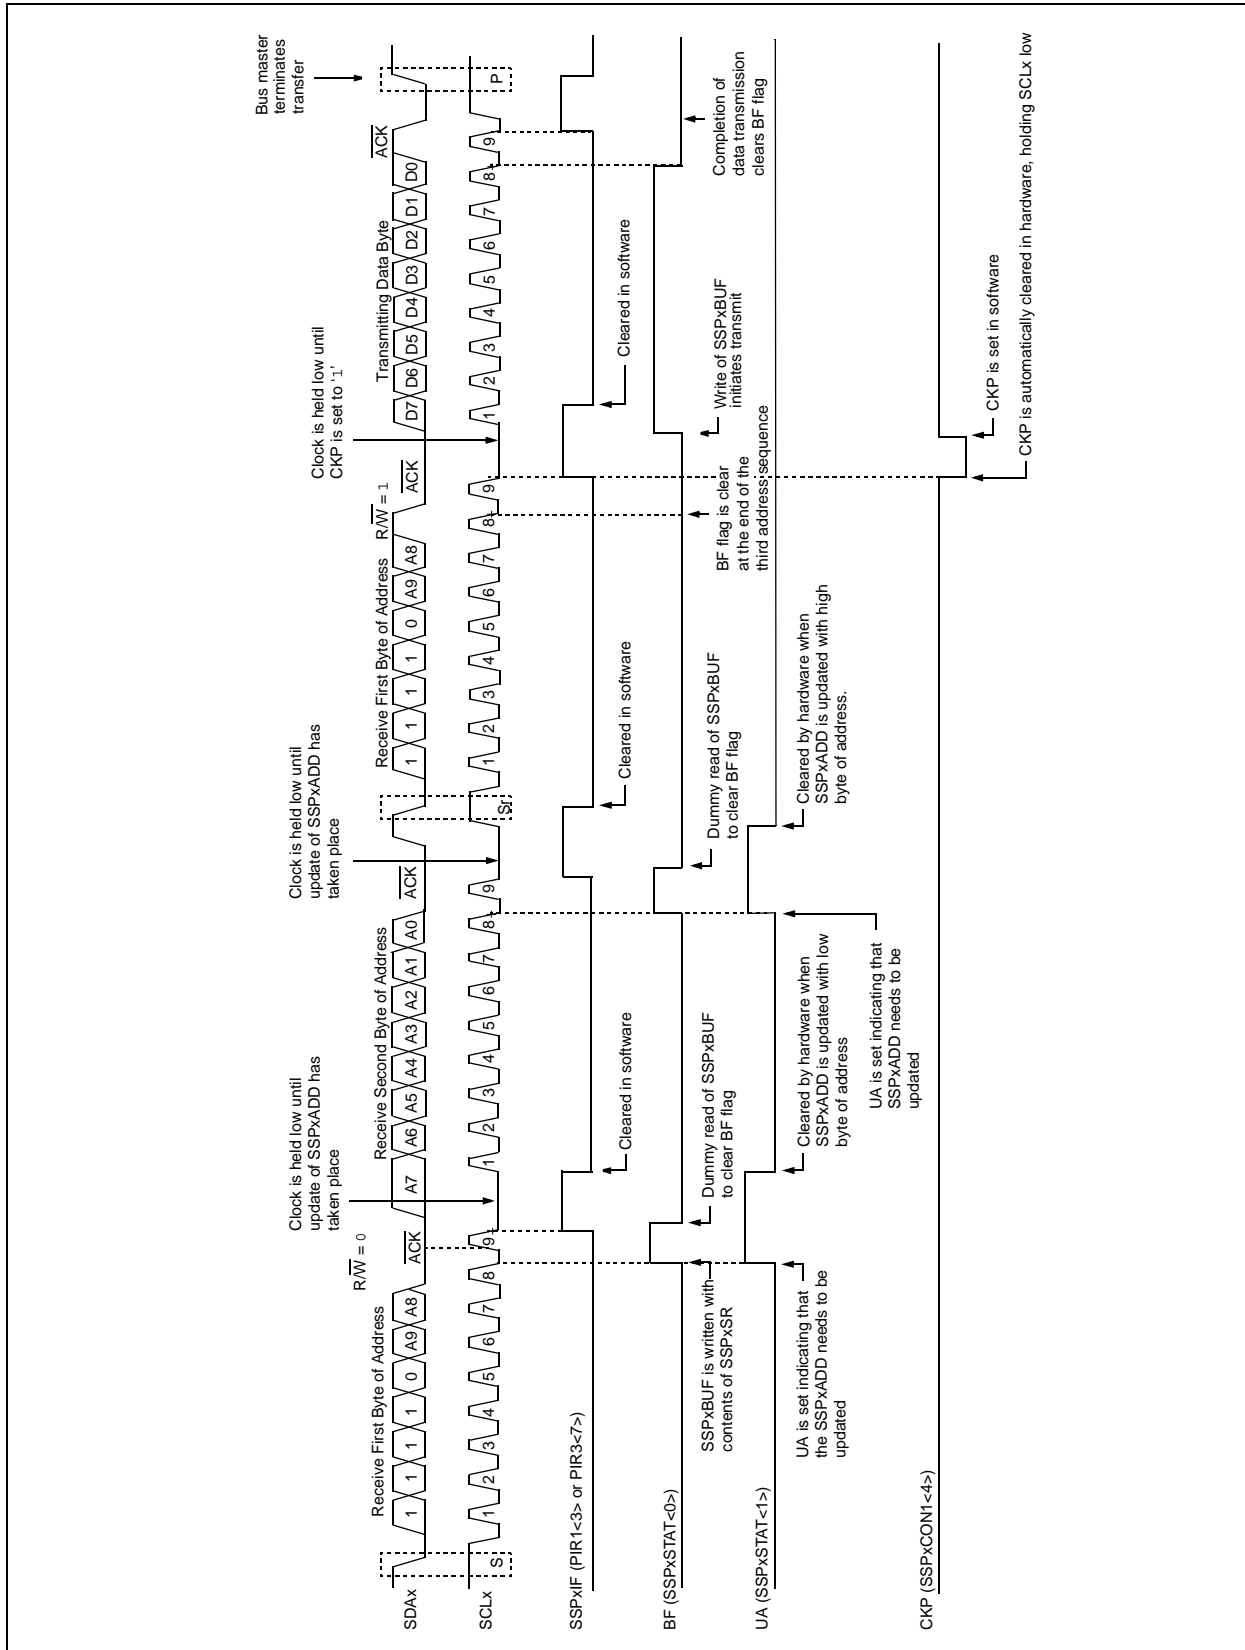 Bus master
terminates
transfer
Clock is held low until
CKP is set to ‘1’
Clock is held low until
update of SSPxADD has
taken place
Clock is held low until
update of SSPxADD has
taken place
R/W = 0
R/W = 1
Receive First Byte of Address
ACK
Receive Second Byte of Address
ACK
Receive First Byte of Address
ACK
Transmitting Data Byte
ACK
SDAx
1 1 1 1 0 A9 A8
A7 A6 A5 A4 A3 A2 A1 A0
1 1 1 1 0 A9 A8
D7 D6 D5 D4 D3 D2 D1 D0
SCLx
S 1 2 3 4 5 6 7 8 9
1 2 3 4 5 6 7 8 9
Sr 1 2 3 4 5 6 7 8 9
1 2 3 4 5 6 7 8 9 P
SSPxIF (PIR1<3> or PIR3<7>)
Cleared in software
Cleared in software
Cleared in software
BF (SSPxSTAT<0>)
SSPxBUF is written with
contents of SSPxSR
Dummy read of SSPxBUF
to clear BF flag
Dummy read of SSPxBUF
to clear BF flag
BF flag is clear
at the end of the
third address sequence
Write of SSPxBUF
initiates transmit
Completion of
data transmission
clears BF flag
UA (SSPxSTAT<1>)
UA is set indicating that
the SSPxADD needs to be
updated
Cleared by hardware when
SSPxADD is updated with low
byte of address
UA is set indicating that
SSPxADD needs to be
updated
Cleared by hardware when
SSPxADD is updated with high
byte of address.
CKP (SSPxCON1<4>)
CKP is set in software
CKP is automatically cleared in hardware, holding SCLx low